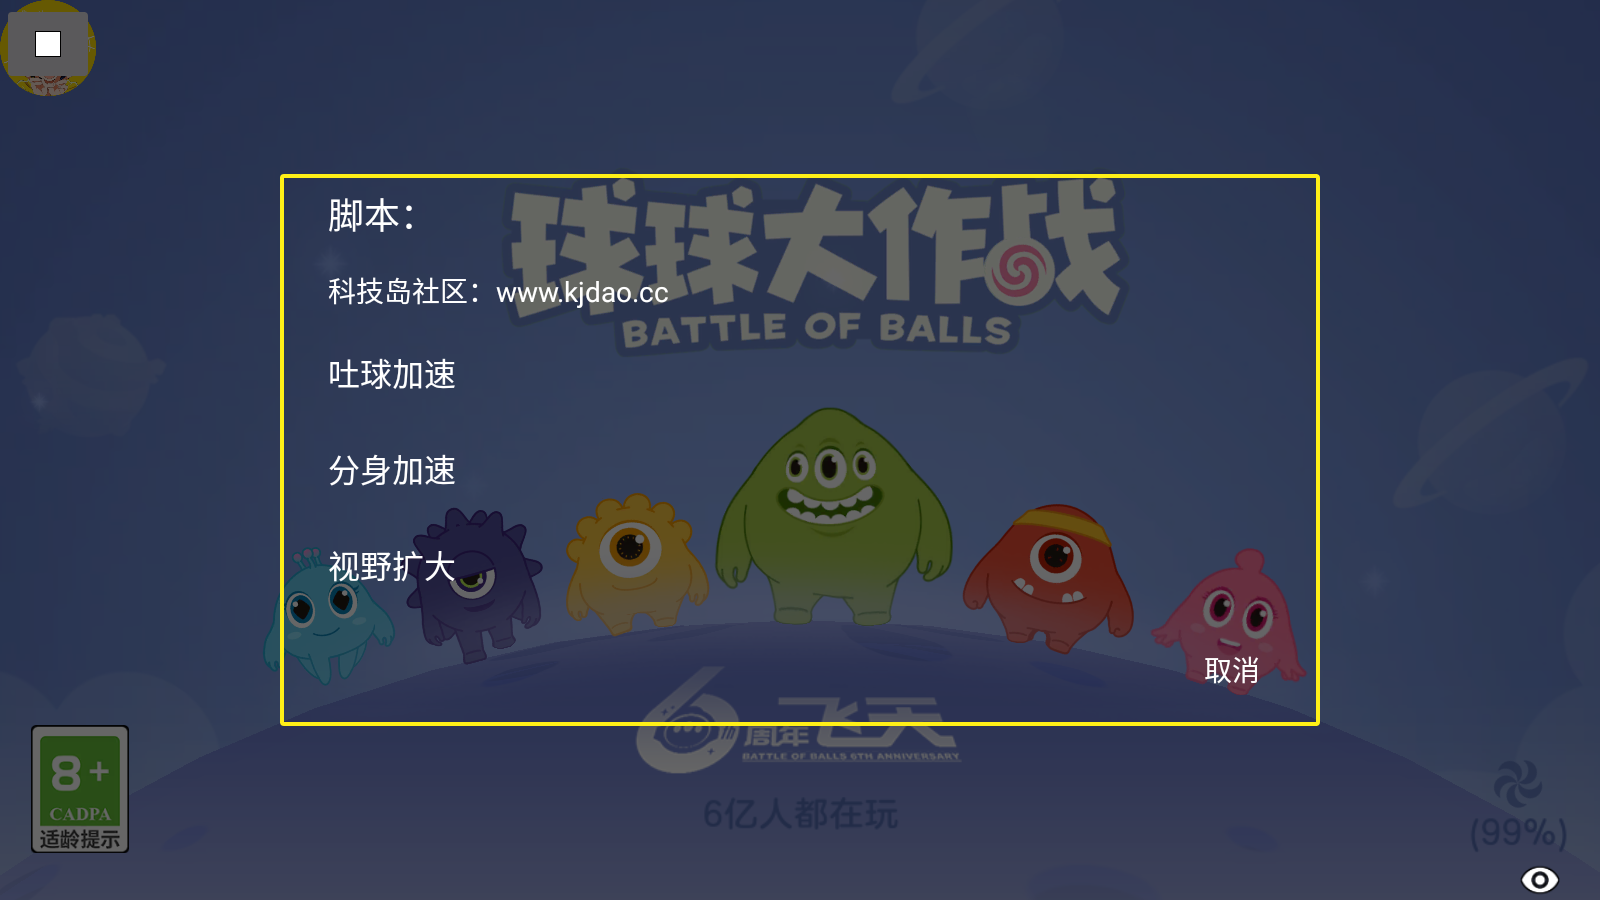 球球大作战
BATTLE OF BALLS
脚本：
科技岛社区：www.kjdao.cc
吐球加速
分身加速
视野扩大
取消
6周年飞天
BATTLE OF BALLS 6TH ANNIVERSARY
6亿人都在玩
8+
CADPA
适龄提示
(99%)